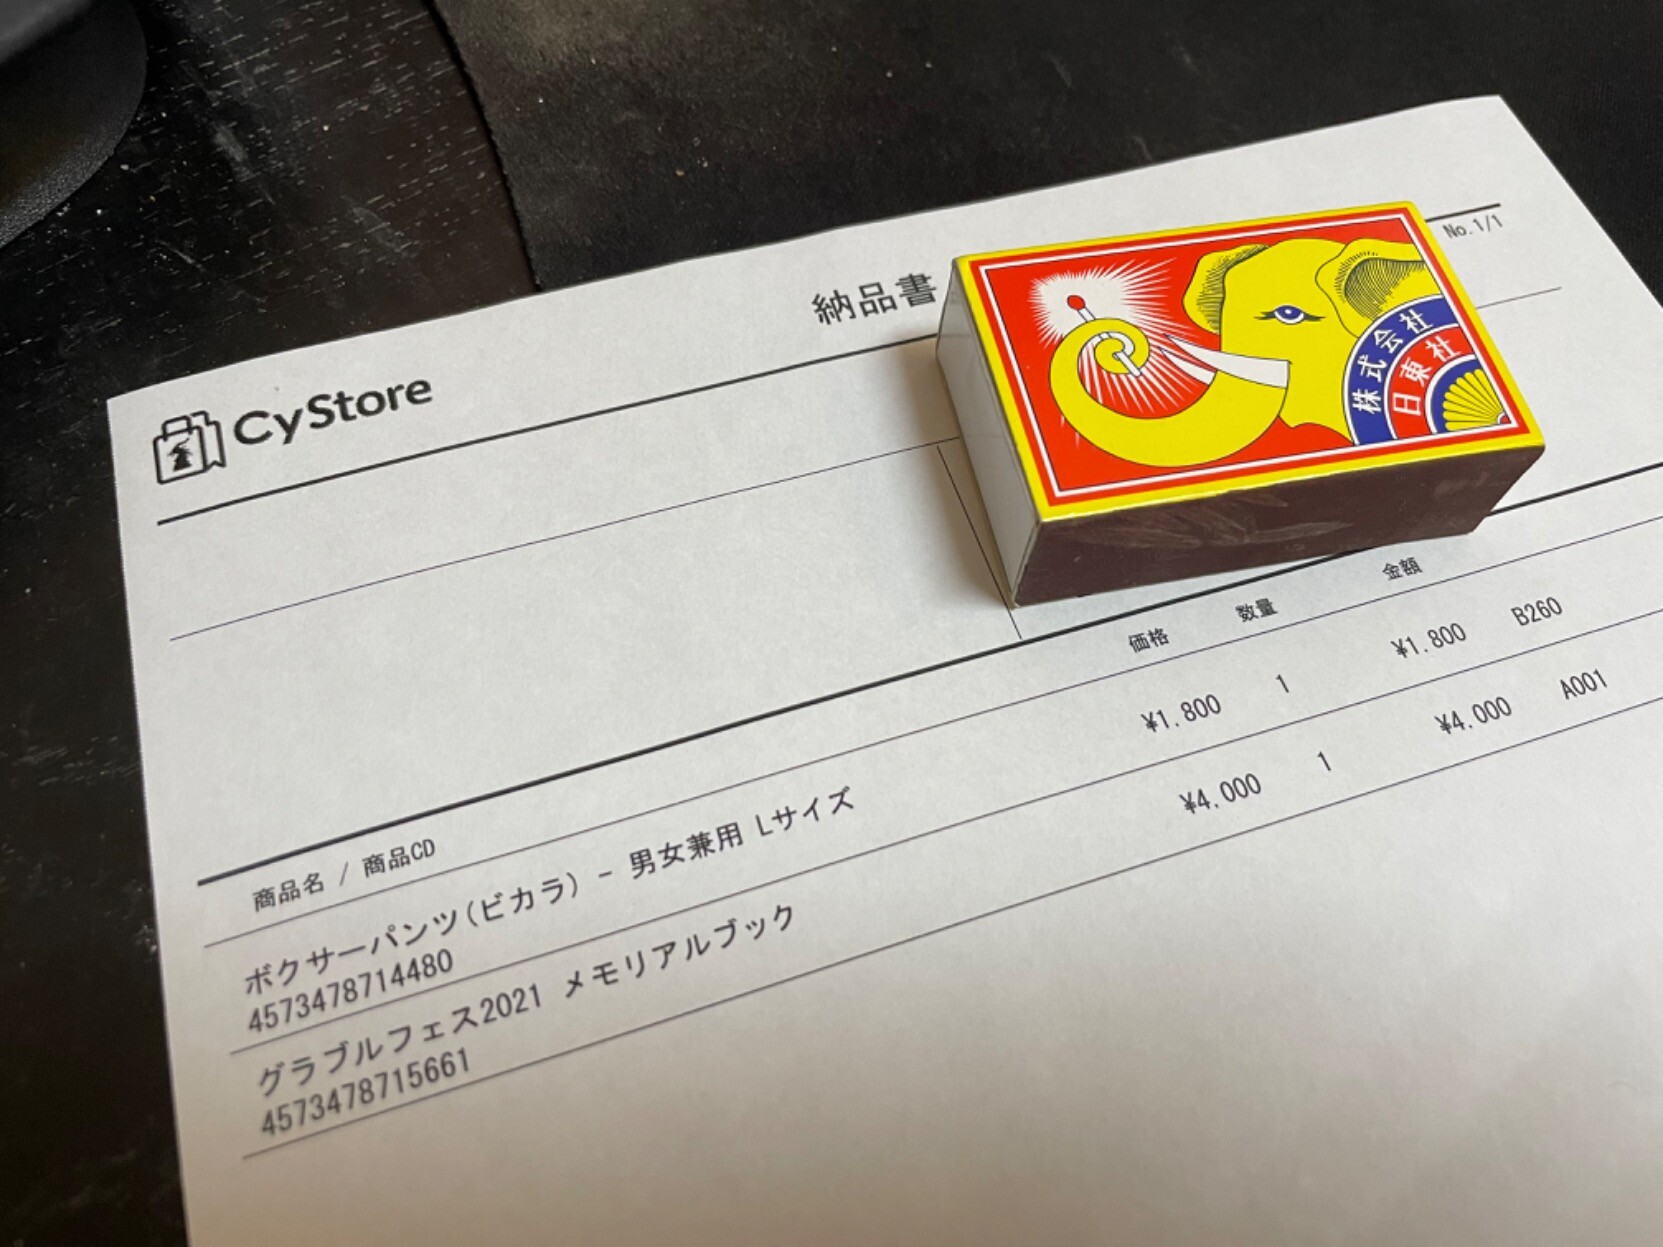 納品書
No.1/1
CyStore
株式会社
日東社
商品名 / 商品CD 価格 数量 金額
ボクサーパンツ(ビカラ) - 男女兼用 Lサイズ ¥1,800 1 ¥1,800 B260
4573478714480
グラブルフェス2021 メモリアルブック ¥4,000 1 ¥4,000 A001
4573478715661